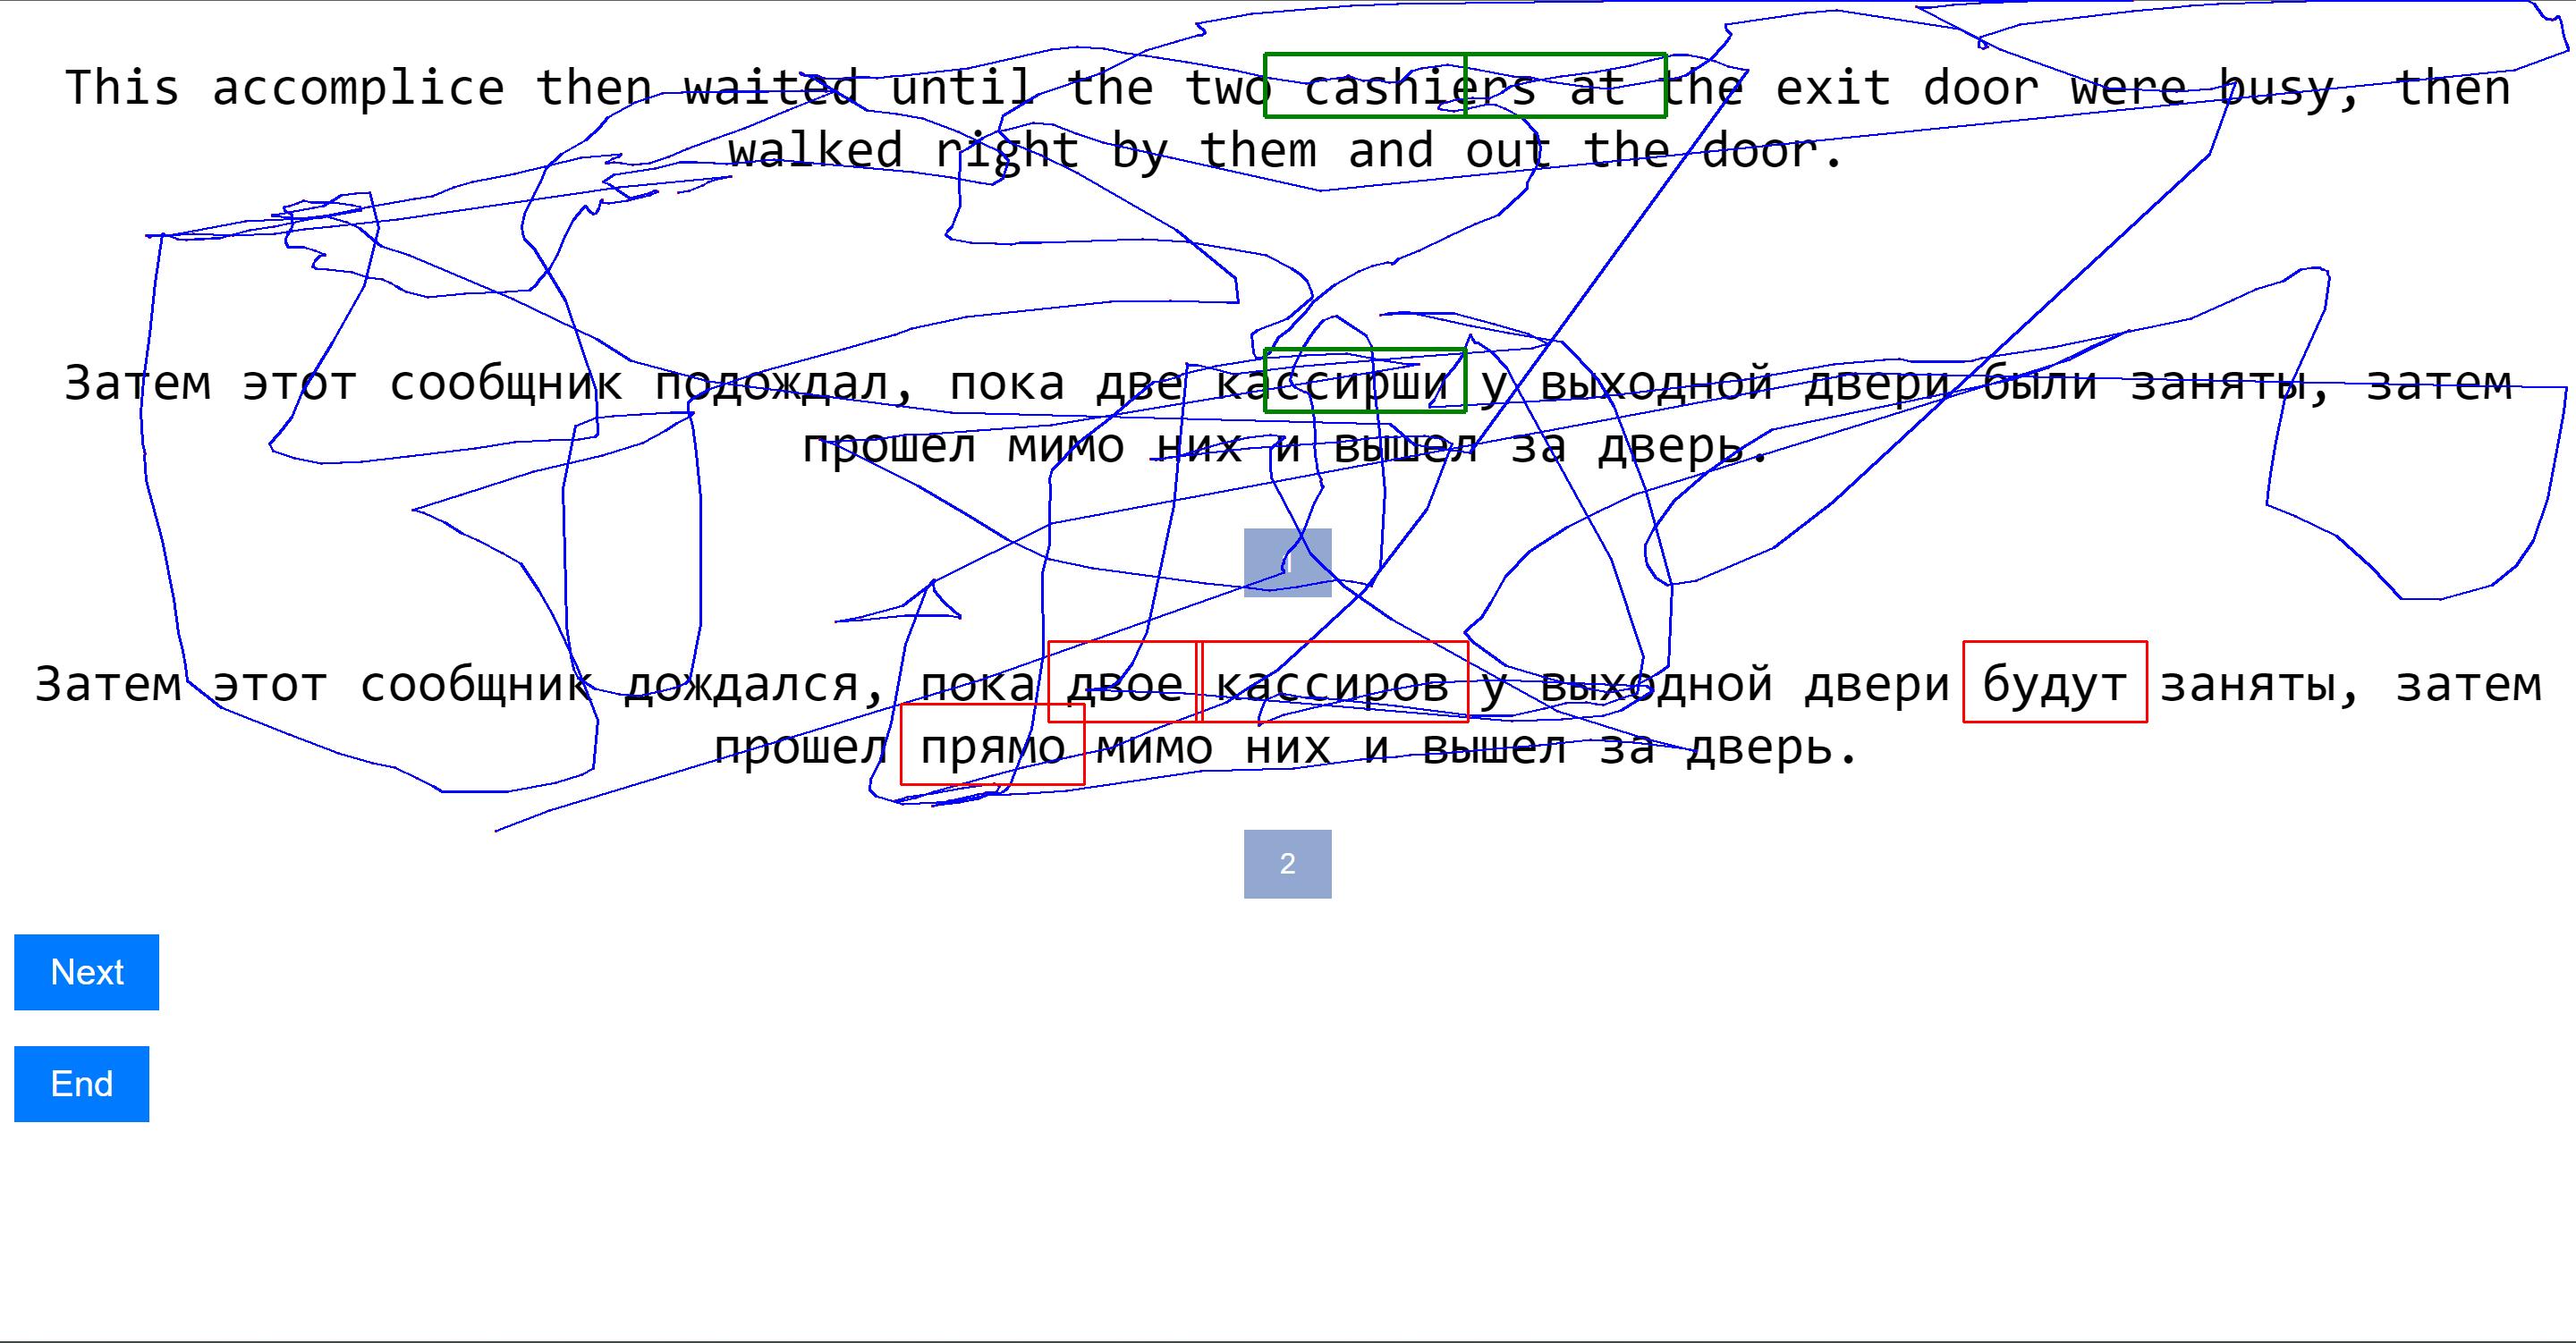 This accomplice then waited until the two cashiers at the exit door were busy, then
walked right by them and out the door.
Затем этот сообщник подождал, пока две кассирши у выходной двери были заняты, затем
прошел мимо них и вышел за дверь.
1
Затем этот сообщник дождался, пока двое кассиров у выходной двери будут заняты, затем
прошел прямо мимо них и вышел за дверь.
2
Next
End